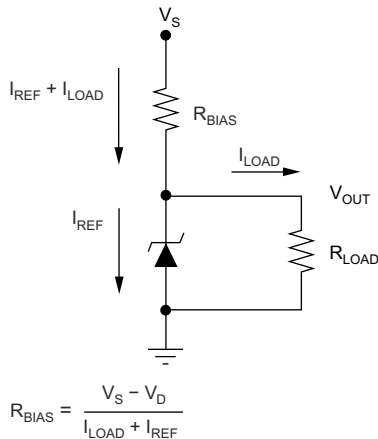 V_S
I_REF + I_LOAD
R_BIAS
I_LOAD
V_OUT
I_REF
R_LOAD
R_BIAS = (V_S − V_D) / (I_LOAD + I_REF)